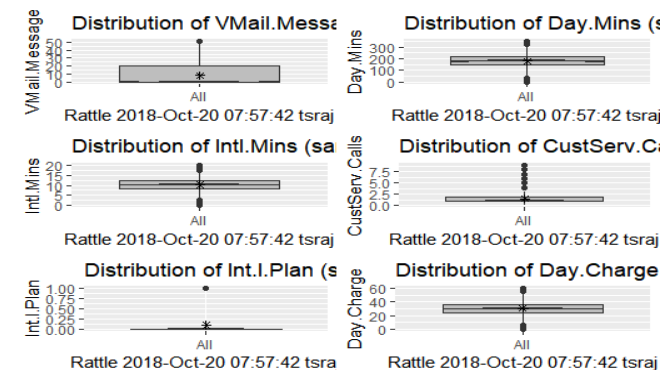 Distribution of VMail.Messa
VMail.Message
50
40
30
20
10
0
All
Rattle 2018-Oct-20 07:57:42 tsraj
Distribution of Day.Mins (s
Day.Mins
300
200
100
0
All
Rattle 2018-Oct-20 07:57:42 tsraj
Distribution of Intl.Mins (sa
Intl.Mins
20
15
10
5
0
All
Rattle 2018-Oct-20 07:57:42 tsraj
Distribution of CustServ.Ca
CustServ.Calls
7.5
5.0
2.5
0.0
All
Rattle 2018-Oct-20 07:57:42 tsraj
Distribution of Int.l.Plan (s
Int.l.Plan
1.00
0.75
0.50
0.25
0.00
All
Rattle 2018-Oct-20 07:57:42 tsraj
Distribution of Day.Charge
Day.Charge
60
40
20
0
All
Rattle 2018-Oct-20 07:57:42 tsraj